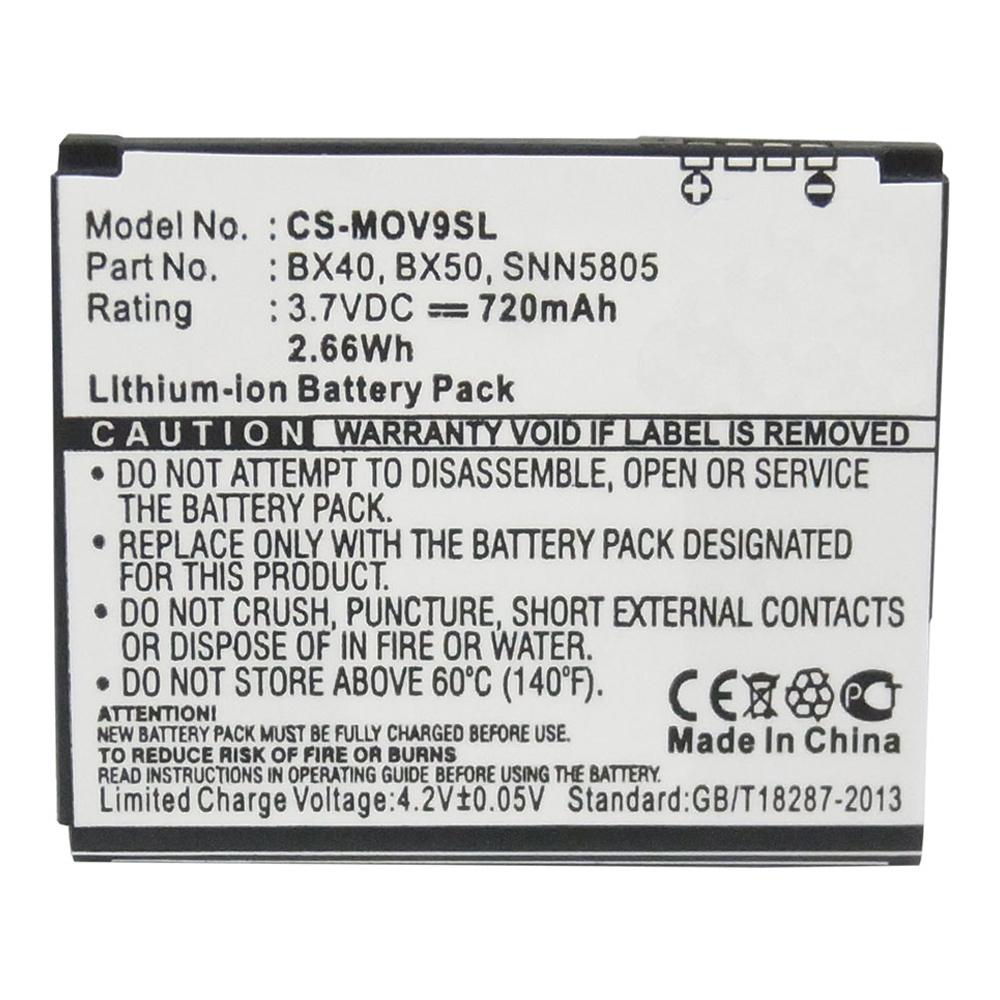 Model No. : CS-MOV9SL
Part No. : BX40, BX50, SNN5805
Rating : 3.7VDC ⎓ 720mAh
2.66Wh
Lithium-ion Battery Pack
CAUTION WARRANTY VOID IF LABEL IS REMOVED
• DO NOT ATTEMPT TO DISASSEMBLE, OPEN OR SERVICE
THE BATTERY PACK.
• REPLACE ONLY WITH THE BATTERY PACK DESIGNATED
FOR THIS PRODUCT.
• DO NOT CRUSH, PUNCTURE, SHORT EXTERNAL CONTACTS
OR DISPOSE OF IN FIRE OR WATER.
• DO NOT STORE ABOVE 60°C (140°F).
CE PCT
Made In China
ATTENTION!
NEW BATTERY PACK MUST BE FULLY CHARGED BEFORE USE.
TO REDUCE RISK OF FIRE OR BURNS
READ INSTRUCTIONS IN OPERATING GUIDE BEFORE USING BATTERY PACK.
Limited Charge Voltage:4.2V±0.05V Standard:GB/T18287-2013